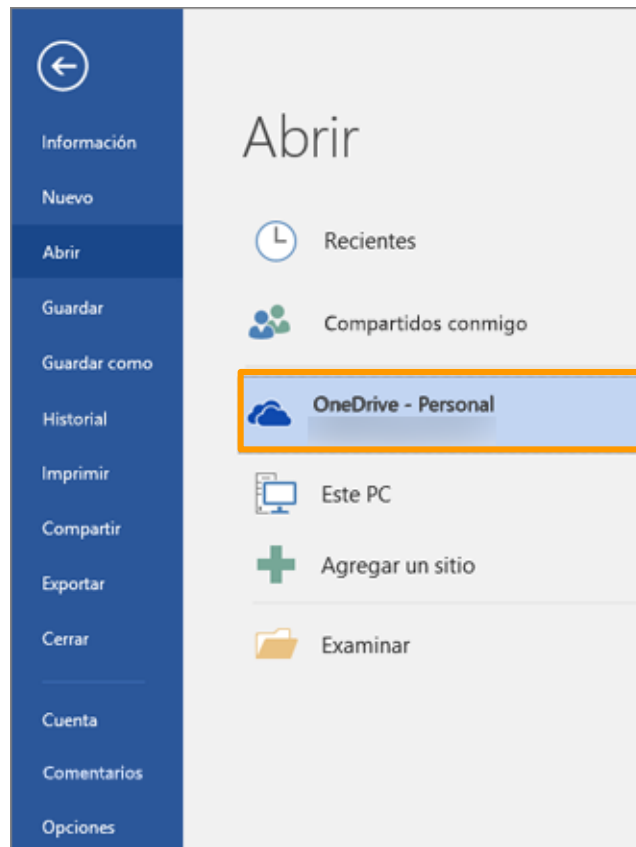 Información
Nuevo
Abrir
Guardar
Guardar como
Historial
Imprimir
Compartir
Exportar
Cerrar
Cuenta
Comentarios
Opciones
Abrir
Recientes
Compartidos conmigo
OneDrive - Personal
Este PC
Agregar un sitio
Examinar